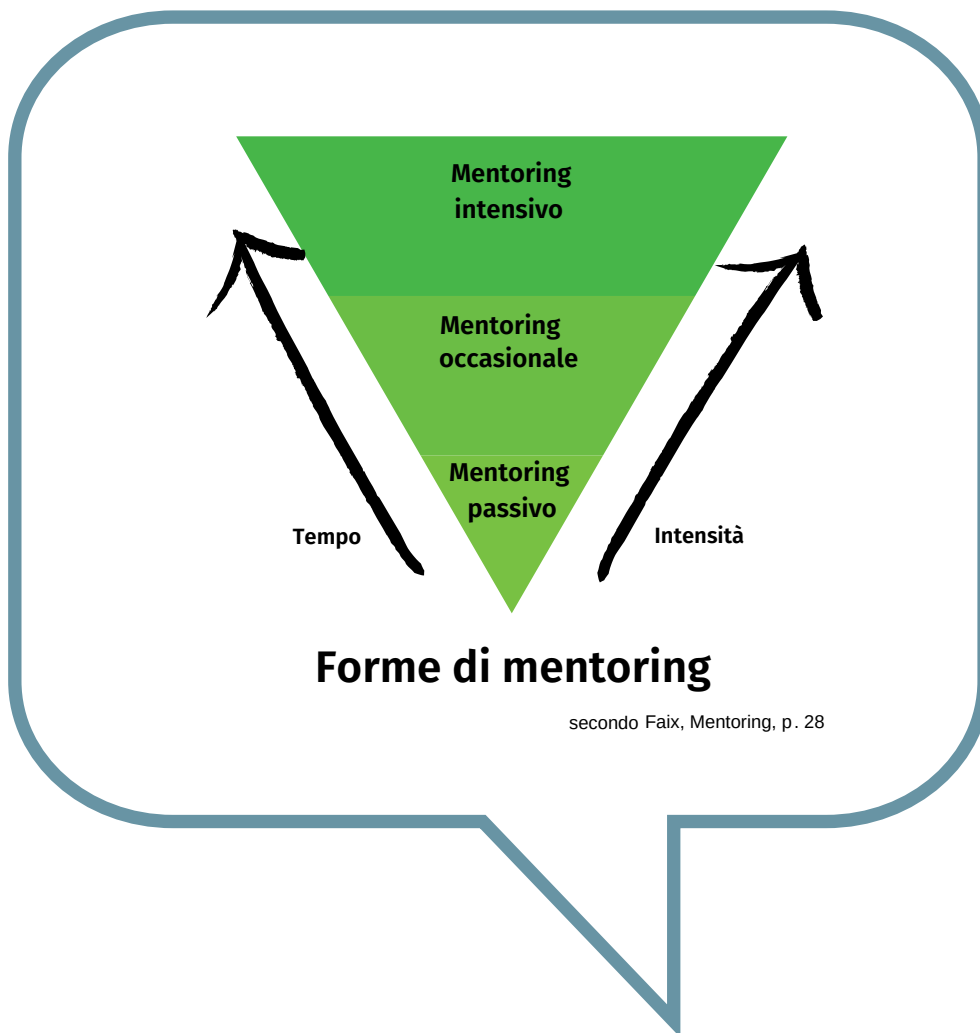 Mentoring
intensivo
Mentoring
occasionale
Mentoring
passivo
Tempo
Intensità
Forme di mentoring
secondo Faix, Mentoring, p. 28